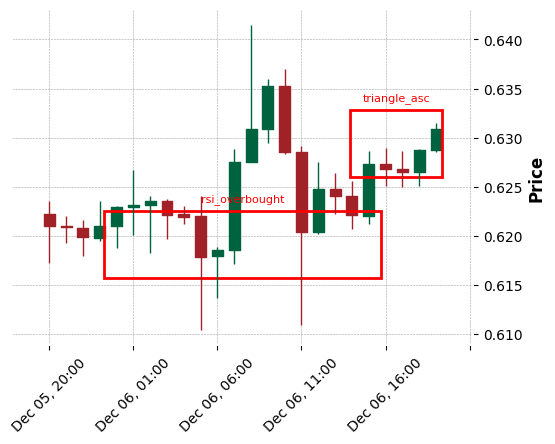 0.640
0.635
triangle_asc
0.630
0.625
rsi_overbought
0.620
0.615
0.610
Price
Dec 05, 20:00
Dec 06, 01:00
Dec 06, 06:00
Dec 06, 11:00
Dec 06, 16:00